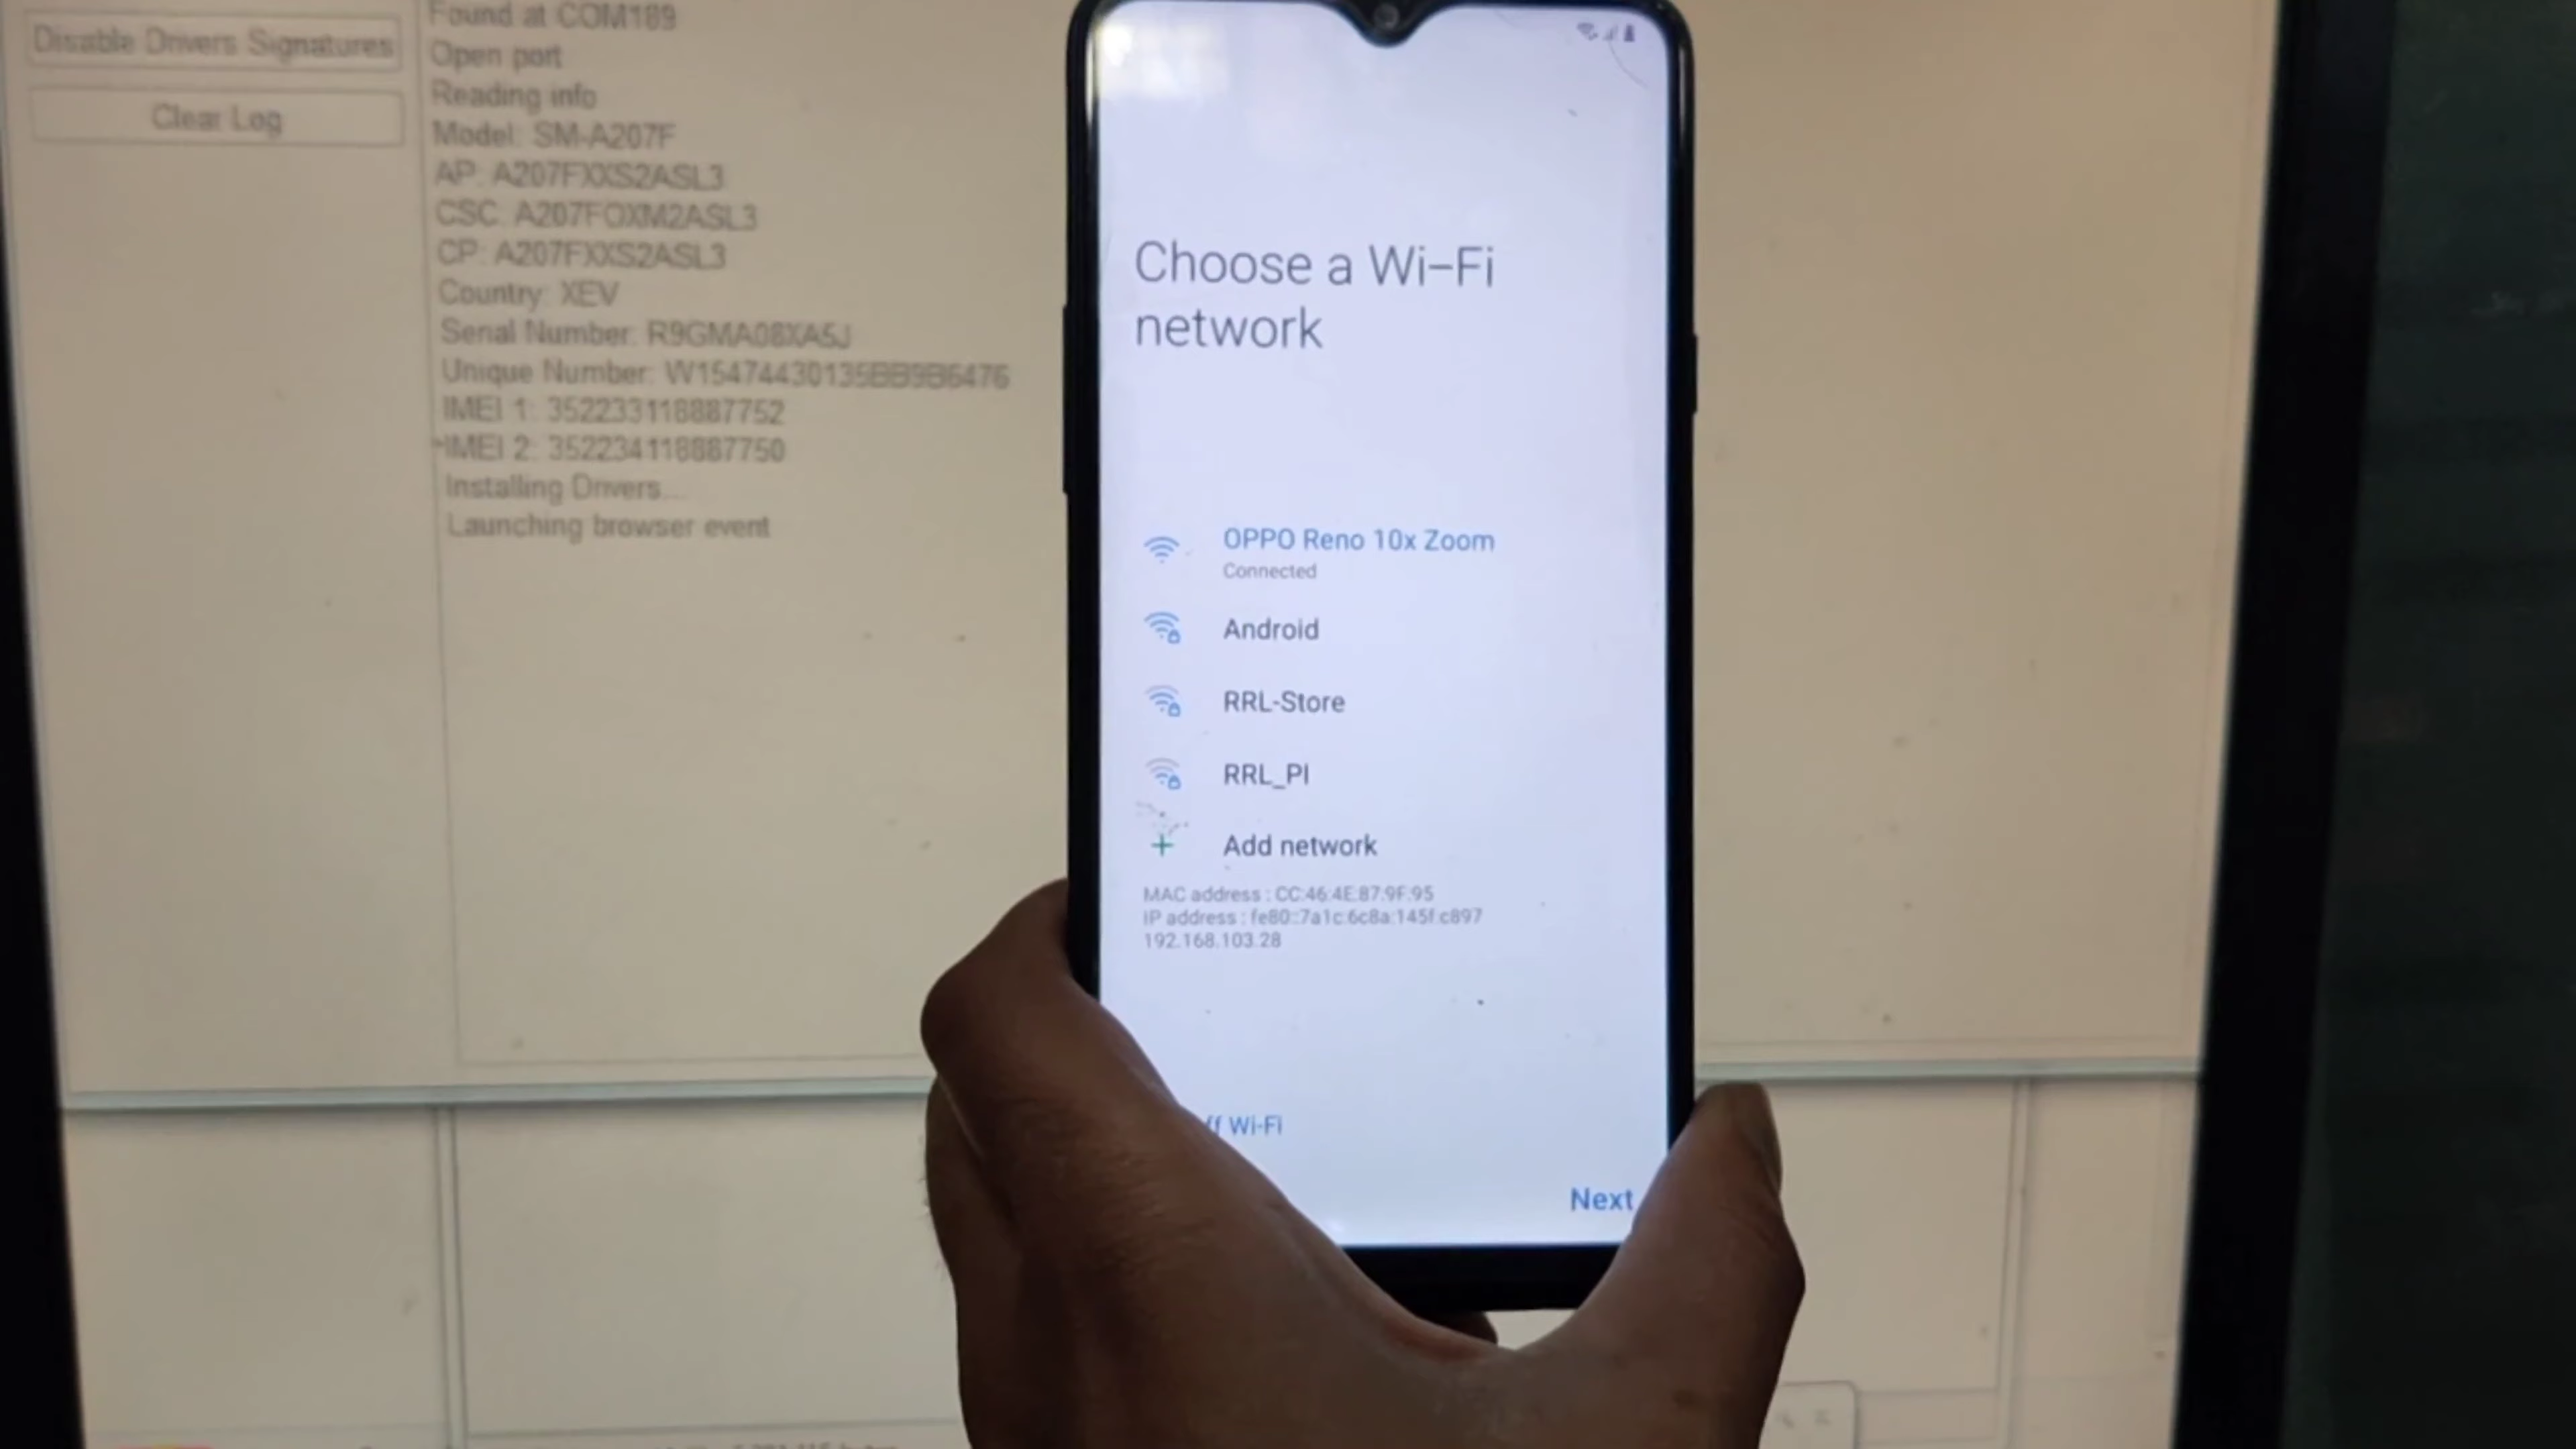 Disable Drivers Signatures
Clear Log
Found at COM189
Open port
Reading info
Model: SM-A207F
AP: A207FXXS2ASL3
CSC: A207FOXM2ASL3
CP: A207FXXS2ASL3
Country: XEV
Serial Number: R9GMA08XA5J
Unique Number: W15474430135BB9B6476
IMEI 1: 352233118887752
IMEI 2: 352234118887750
Installing Drivers...
Launching browser event
Choose a Wi-Fi
network
OPPO Reno 10x Zoom
Connected
Android
RRL-Store
RRL_PI
Add network
MAC address : CC:46:4E:87:9F:95
IP address : fe80::7a1c:6c8a:145f:c897
192.168.103.28
ff Wi-Fi
Next